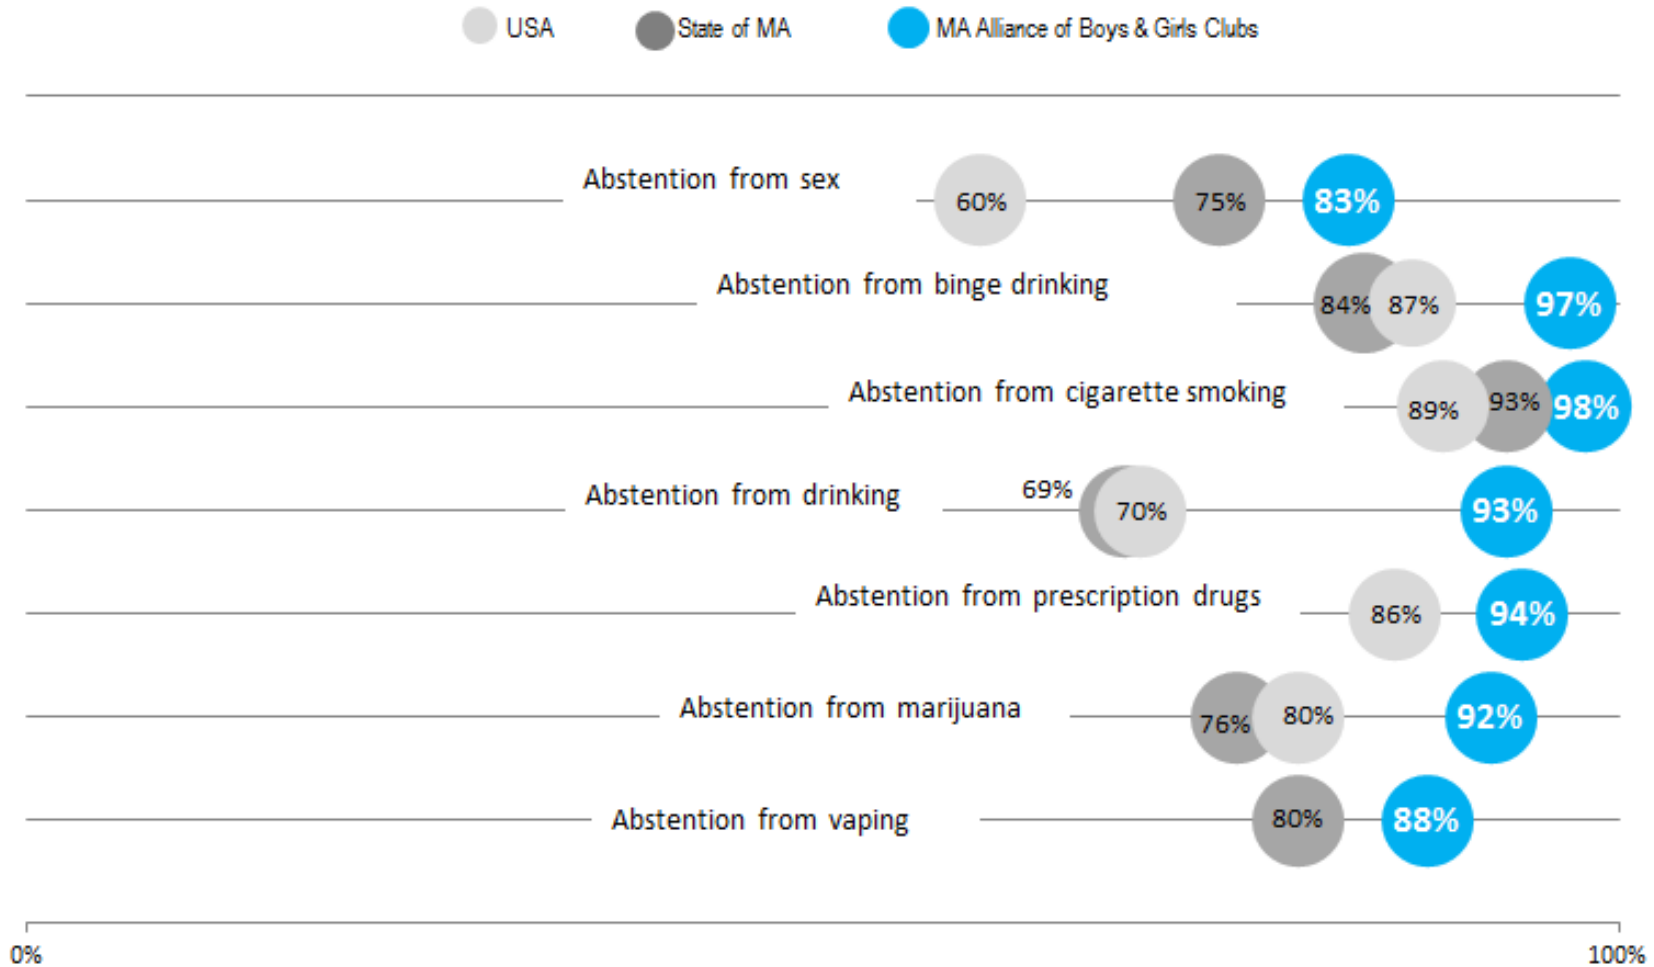 USA State of MA MA Alliance of Boys & Girls Clubs
Abstention from sex 60% 75% 83%
Abstention from binge drinking 84% 87% 97%
Abstention from cigarette smoking 89% 93% 98%
Abstention from drinking 69% 70% 93%
Abstention from prescription drugs 86% 94%
Abstention from marijuana 76% 80% 92%
Abstention from vaping 80% 88%
0% 100%